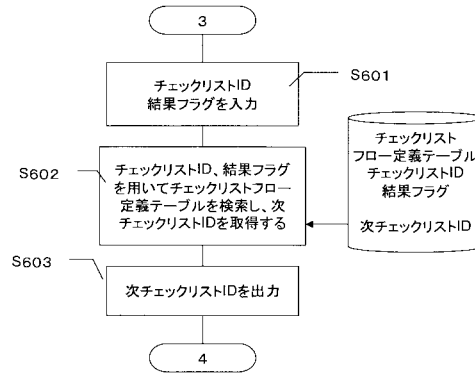 3
チェックリストID
結果フラグを入力
S601
チェックリスト
フロー定義テーブル
チェックリストID
結果フラグ
次チェックリストID
S602
チェックリストID、結果フラグ
を用いてチェックリストフロー
定義テーブルを検索し、次
チェックリストIDを取得する
S603
次チェックリストIDを出力
4